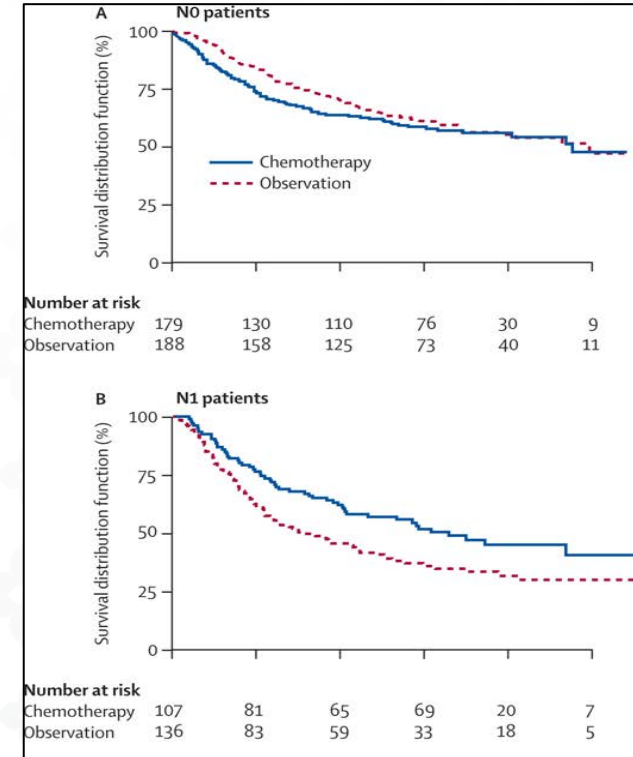 A
N0 patients
Survival distribution function (%)
100
75
50
25
0
Chemotherapy
Observation
Number at risk
Chemotherapy 179 130 110 76 30 9
Observation 188 158 125 73 40 11
B
N1 patients
Survival distribution function (%)
100
75
50
25
0
Number at risk
Chemotherapy 107 81 65 69 20 7
Observation 136 83 59 33 18 5